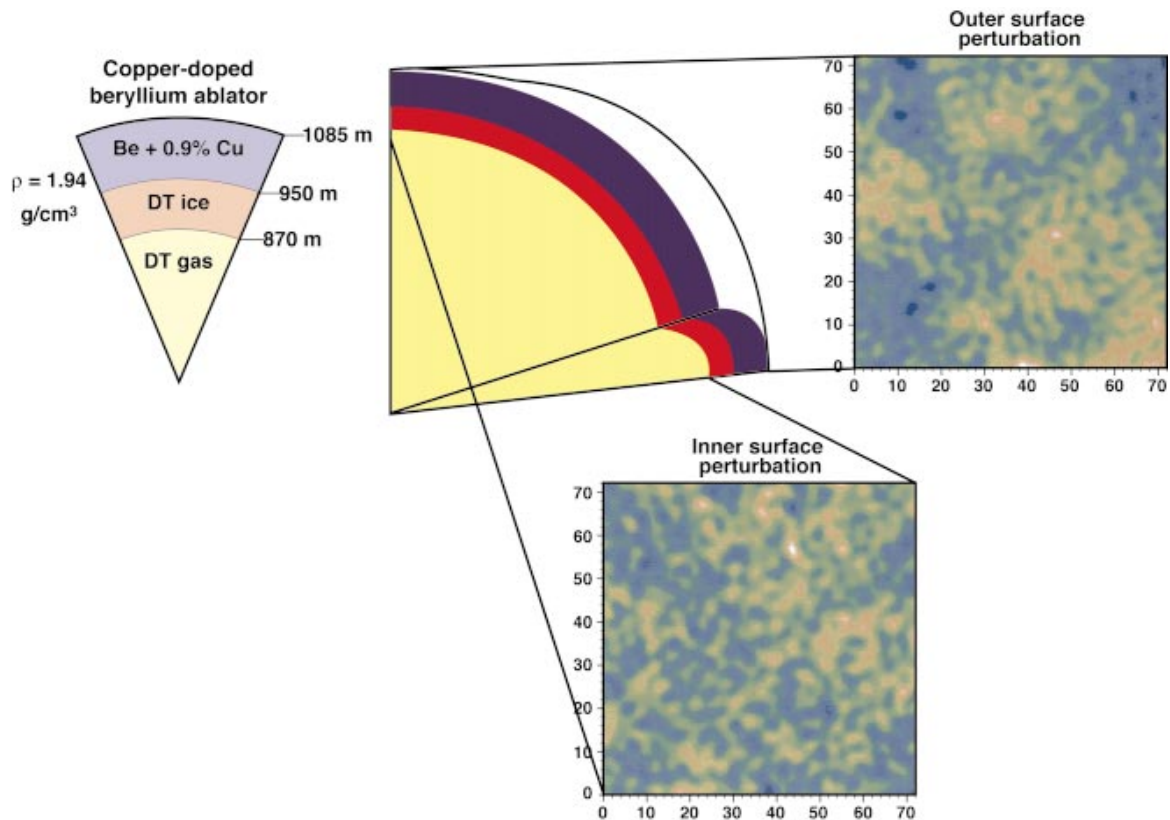 Copper-doped
beryllium ablator
Be + 0.9% Cu
1085 m
ρ = 1.94
g/cm³
DT ice
950 m
DT gas
870 m
Outer surface
perturbation
70
60
50
40
30
20
10
0
0 10 20 30 40 50 60 70
Inner surface
perturbation
70
60
50
40
30
20
10
0
0 10 20 30 40 50 60 70